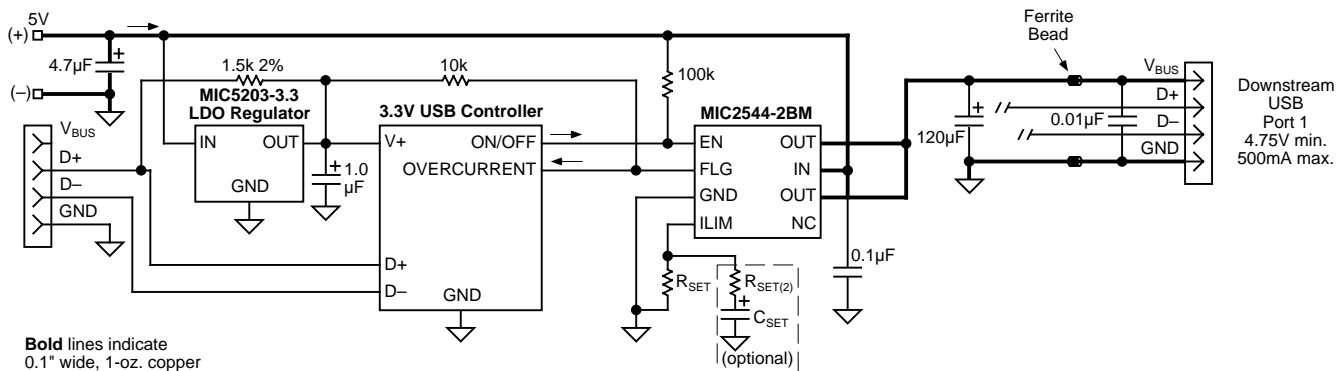 5V
(+)
4.7µF
(–)
1.5k 2%
10k
100k
MIC5203-3.3
LDO Regulator
IN
OUT
GND
1.0
µF
3.3V USB Controller
V+
ON/OFF
OVERCURRENT
D+
D–
GND
VBUS
D+
D–
GND
MIC2544-2BM
EN
FLG
GND
ILIM
OUT
IN
OUT
NC
RSET
RSET(2)
CSET
(optional)
0.1µF
120µF
Ferrite
Bead
0.01µF
VBUS
D+
D–
GND
Downstream
USB
Port 1
4.75V min.
500mA max.
Bold lines indicate
0.1" wide, 1-oz. copper